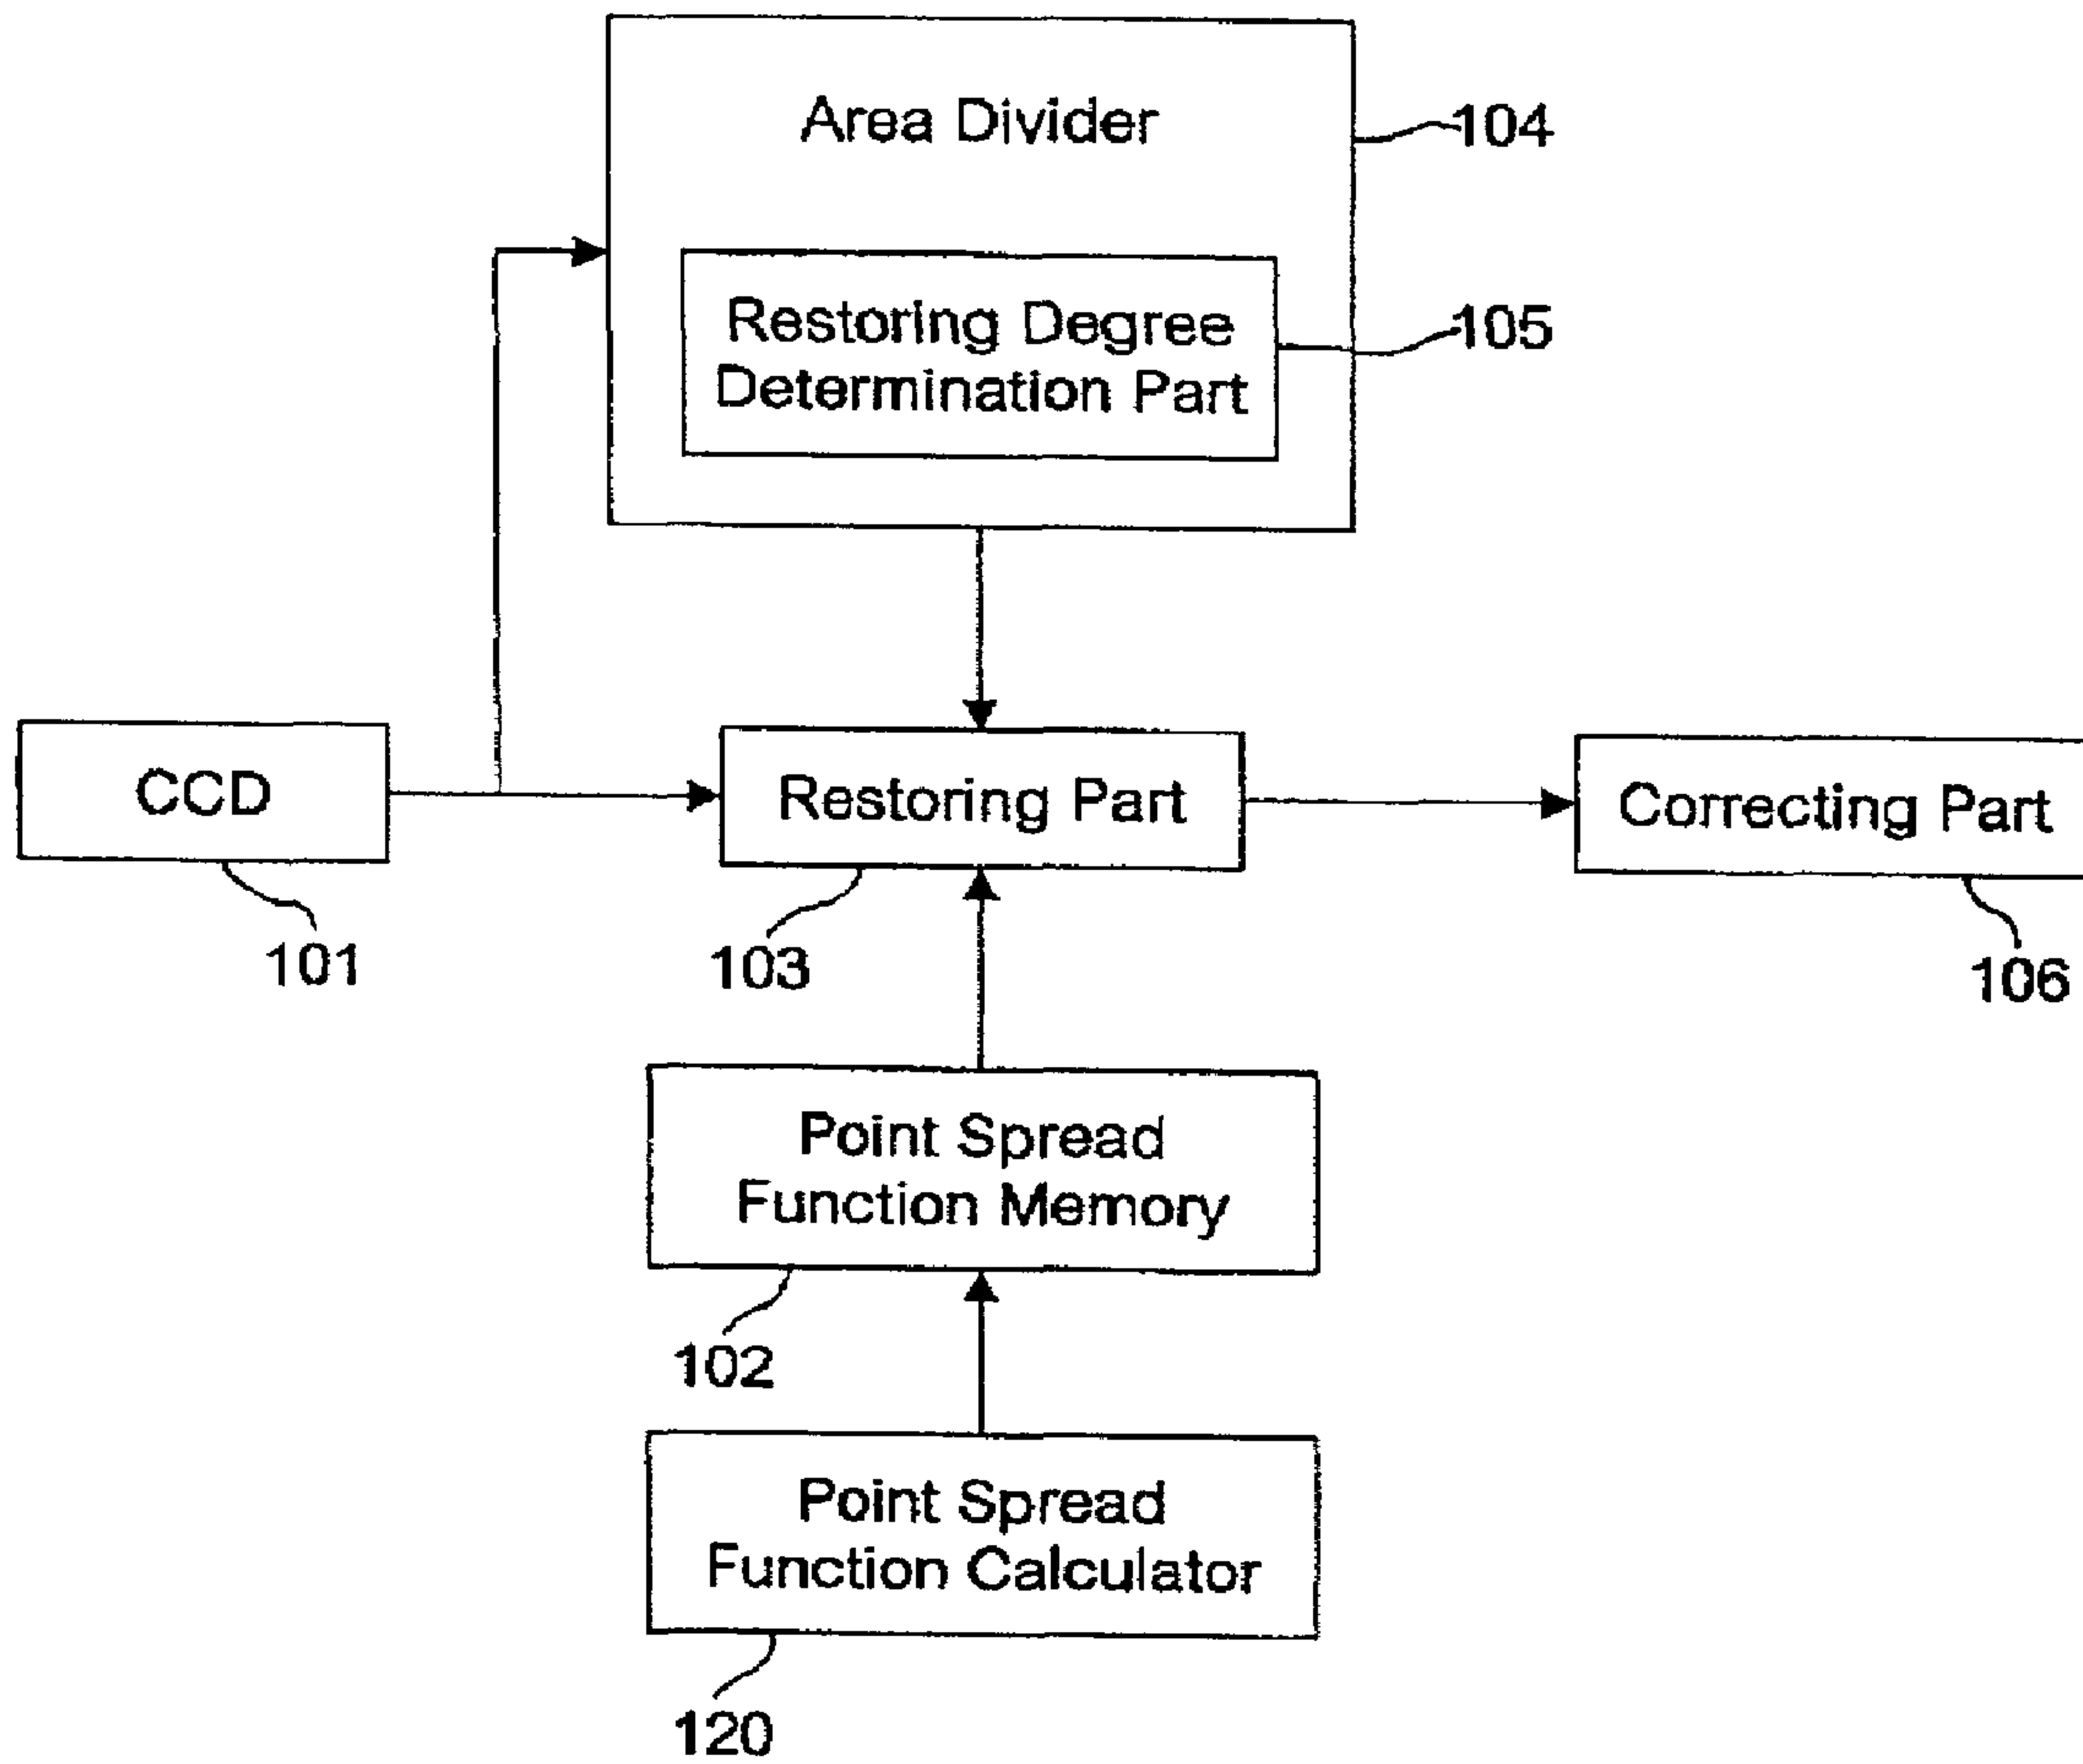 Area Divider
104
Restoring Degree
Determination Part
105
CCD
101
Restoring Part
103
Correcting Part
106
Point Spread
Function Memory
102
Point Spread
Function Calculator
120